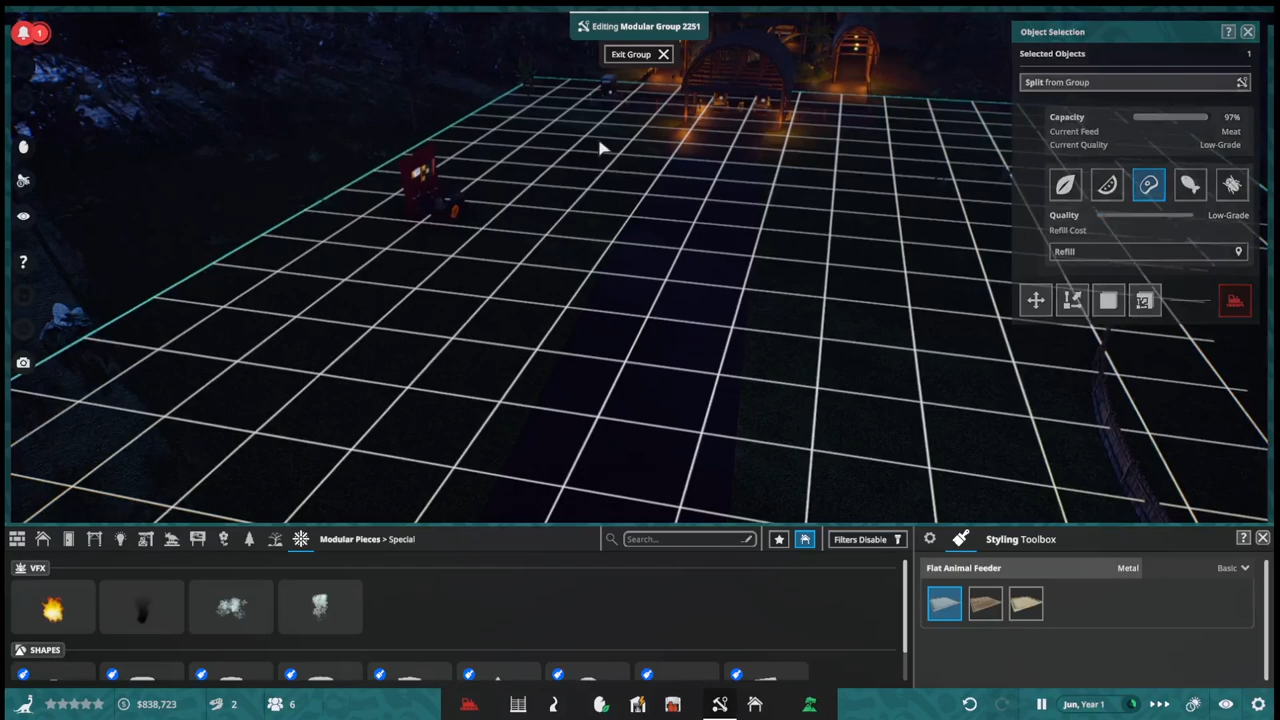 1
Editing Modular Group 2251
Exit Group
Object Selection
?
Selected Objects 1
Split from Group
Capacity 97%
Current Feed Meat
Current Quality Low-Grade
Quality Low-Grade
Refill Cost
Refill
?
Modular Pieces > Special
Search...
Filters Disable
Styling Toolbox
?
VFX
Flat Animal Feeder Metal Basic
SHAPES
$838,723
2
6
Jun, Year 1